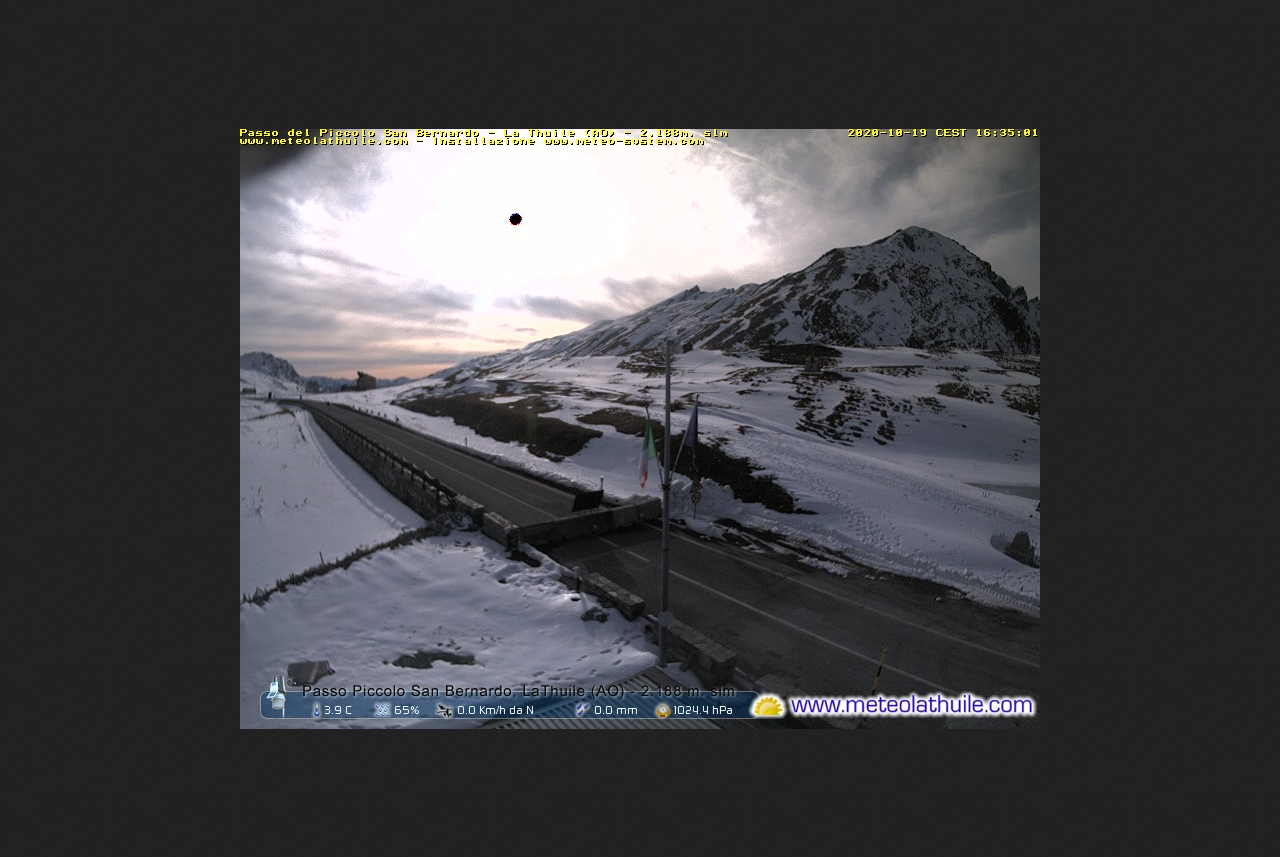 Passo del Piccolo San Bernardo - La Thuile (AO) - 2.188m. slm
2020-10-19 CEST 16:35:01
www.meteolathuile.com - Installazione www.meteo-system.com
Passo Piccolo San Bernardo, LaThuile (AO) - 2.188 m. slm
3.9 C 65% 0.0 Km/h da N 0.0 mm 1024.4 hPa
www.meteolathuile.com